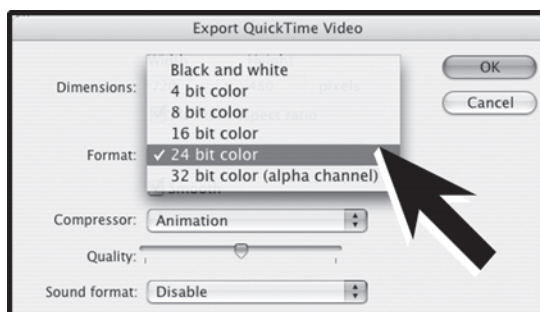 Export QuickTime Video
Dimensions:
Black and white
4 bit color
8 bit color
16 bit color
Format:
✓ 24 bit color
32 bit color (alpha channel)
Smooth
OK
Cancel
Compressor: Animation
Quality:
Sound format: Disable